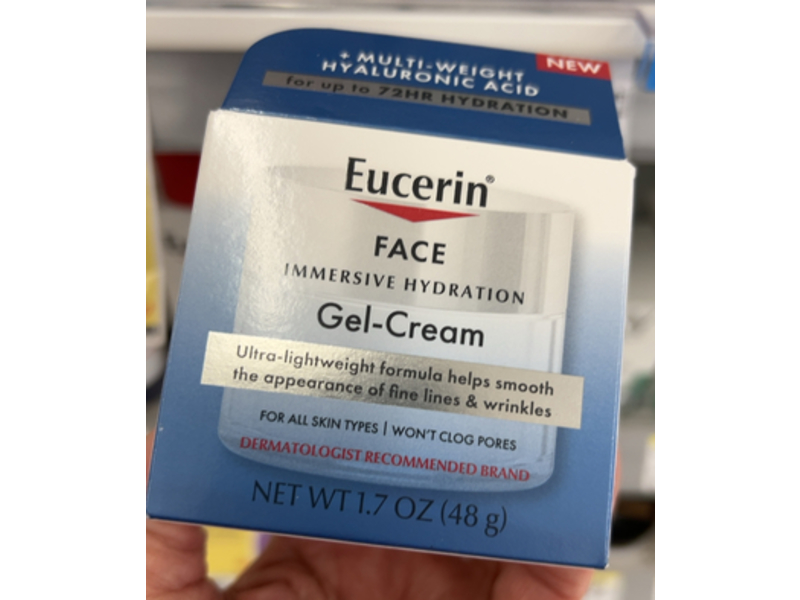 + MULTI-WEIGHT
HYALURONIC ACID
NEW
for up to 72HR HYDRATION
Eucerin®
FACE
IMMERSIVE HYDRATION
Gel-Cream
Ultra-lightweight formula helps smooth
the appearance of fine lines & wrinkles
FOR ALL SKIN TYPES | WON'T CLOG PORES
DERMATOLOGIST RECOMMENDED BRAND
NET WT 1.7 OZ (48 g)